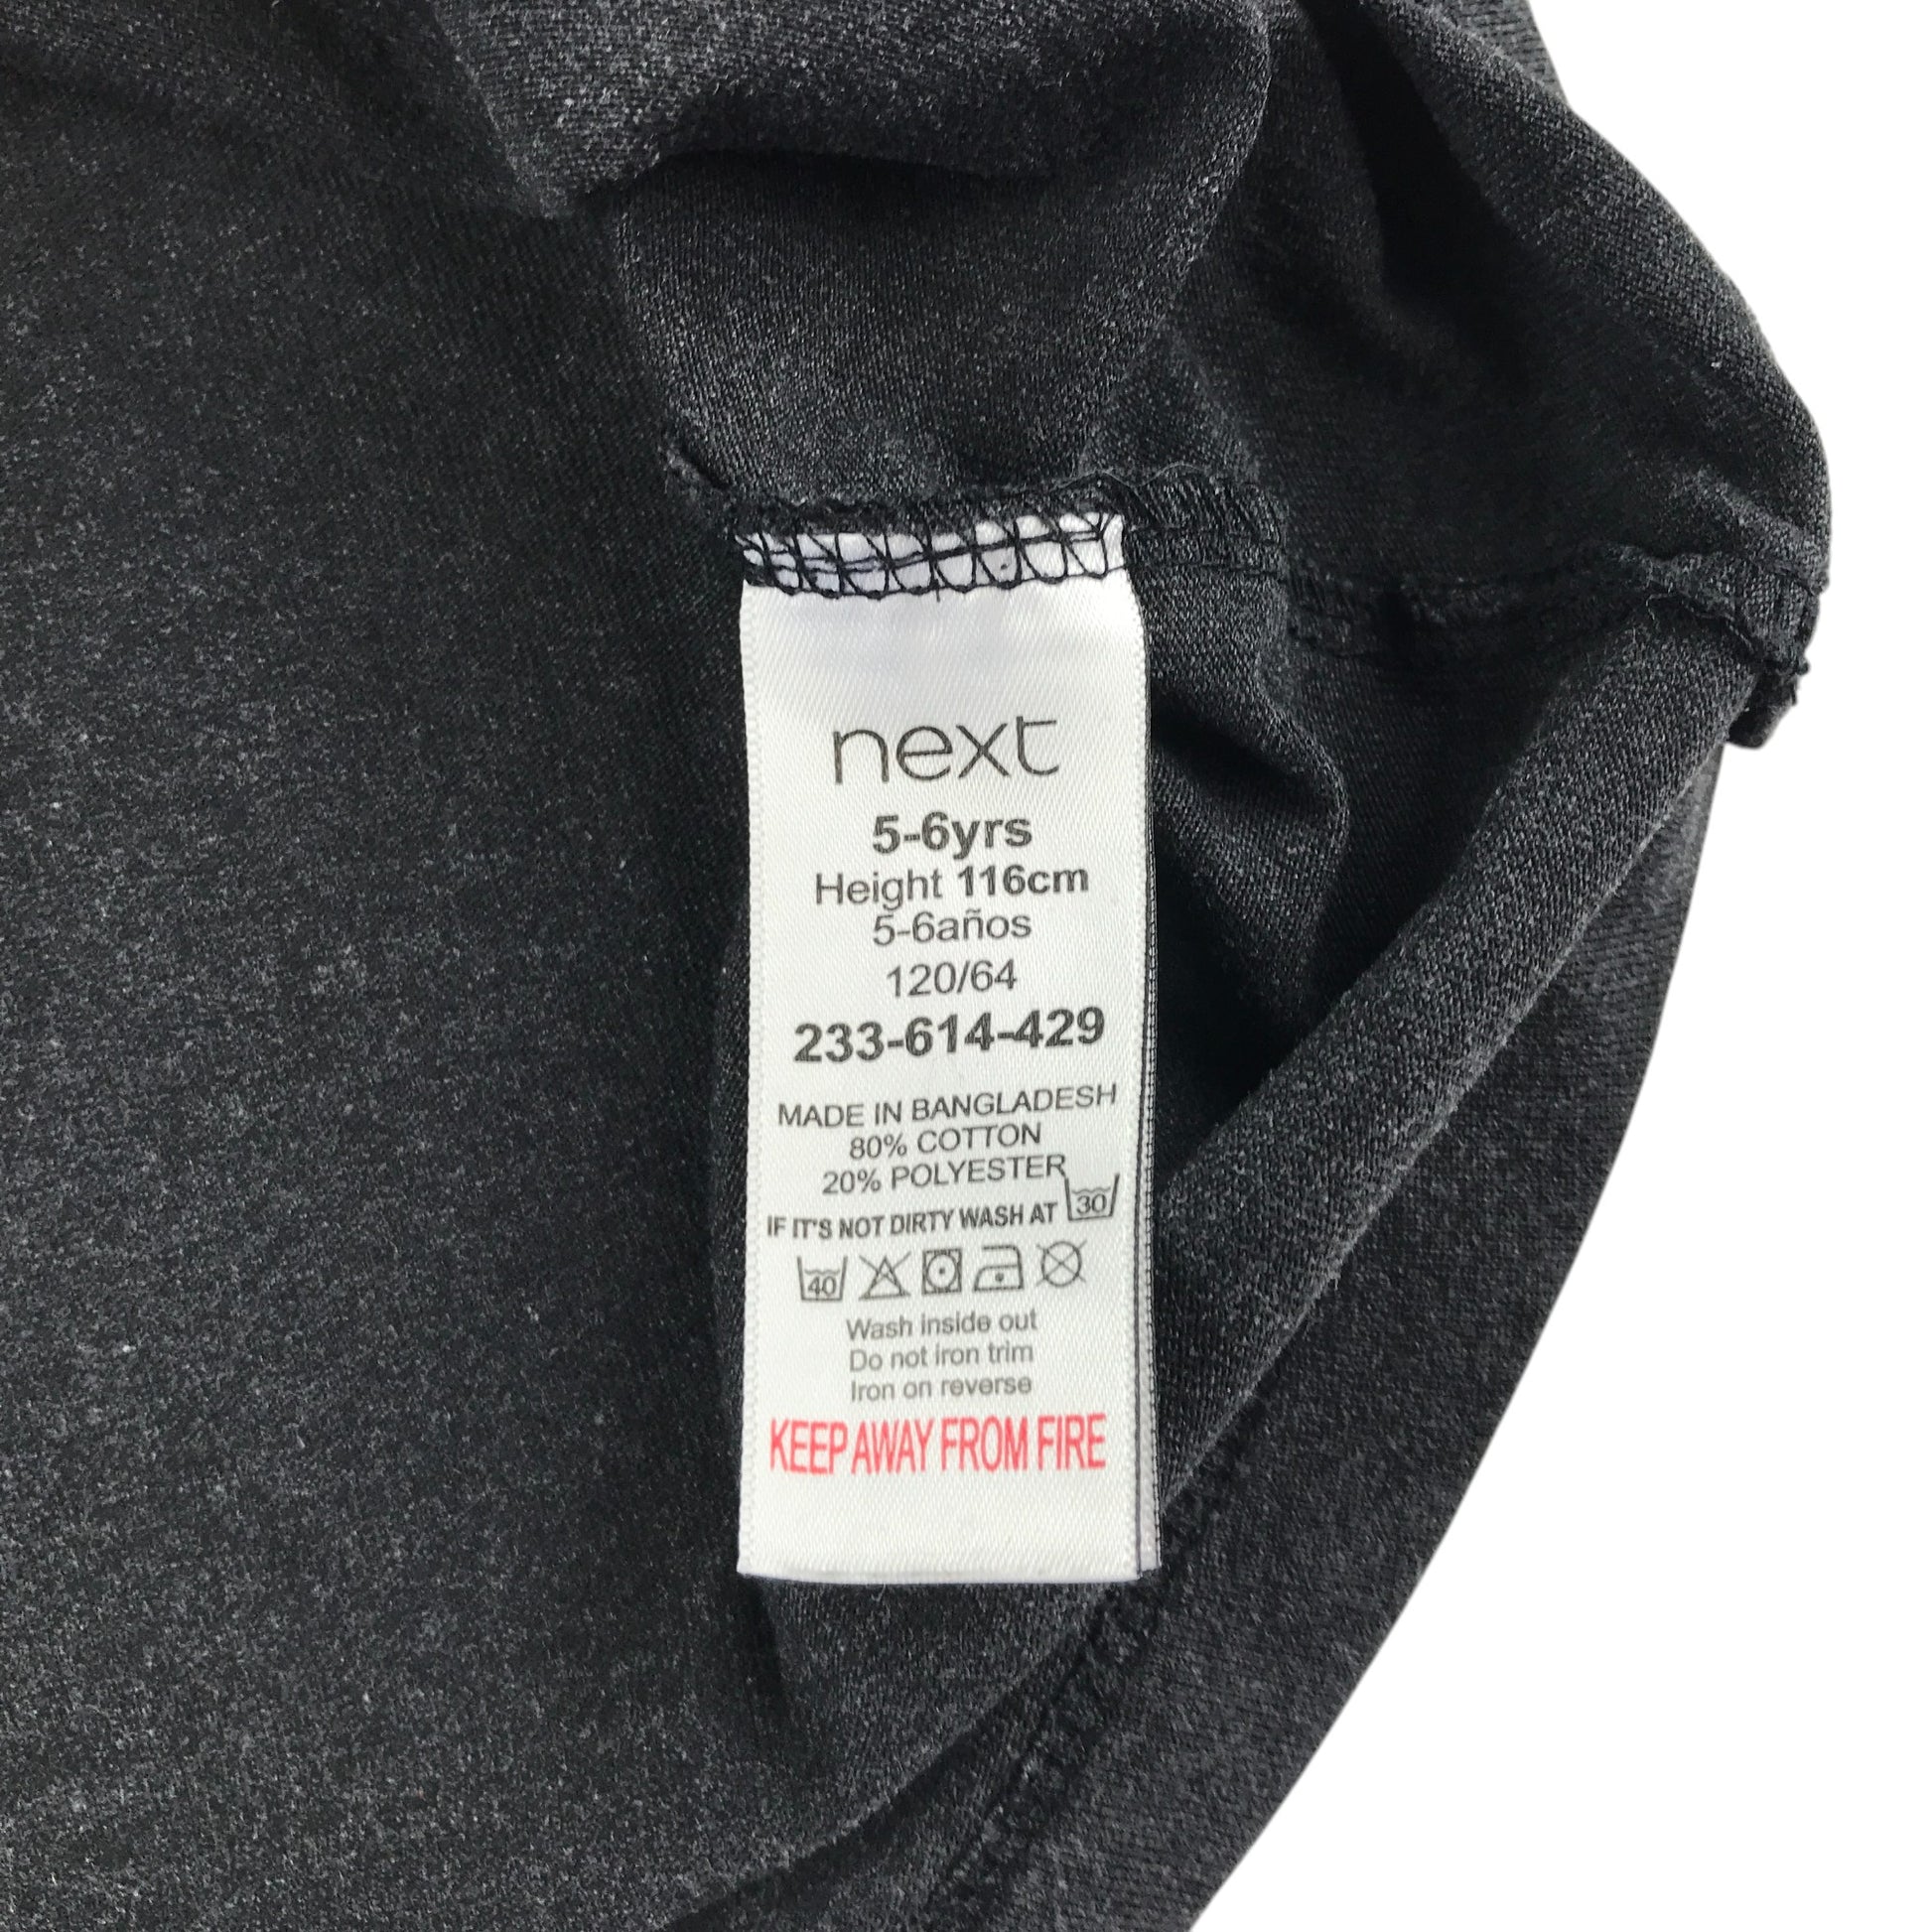 next
5-6yrs
Height 116cm
5-6años
120/64
233-614-429
MADE IN BANGLADESH
80% COTTON
20% POLYESTER
IF IT'S NOT DIRTY WASH AT 30
40
Wash inside out
Do not iron trim
Iron on reverse
KEEP AWAY FROM FIRE